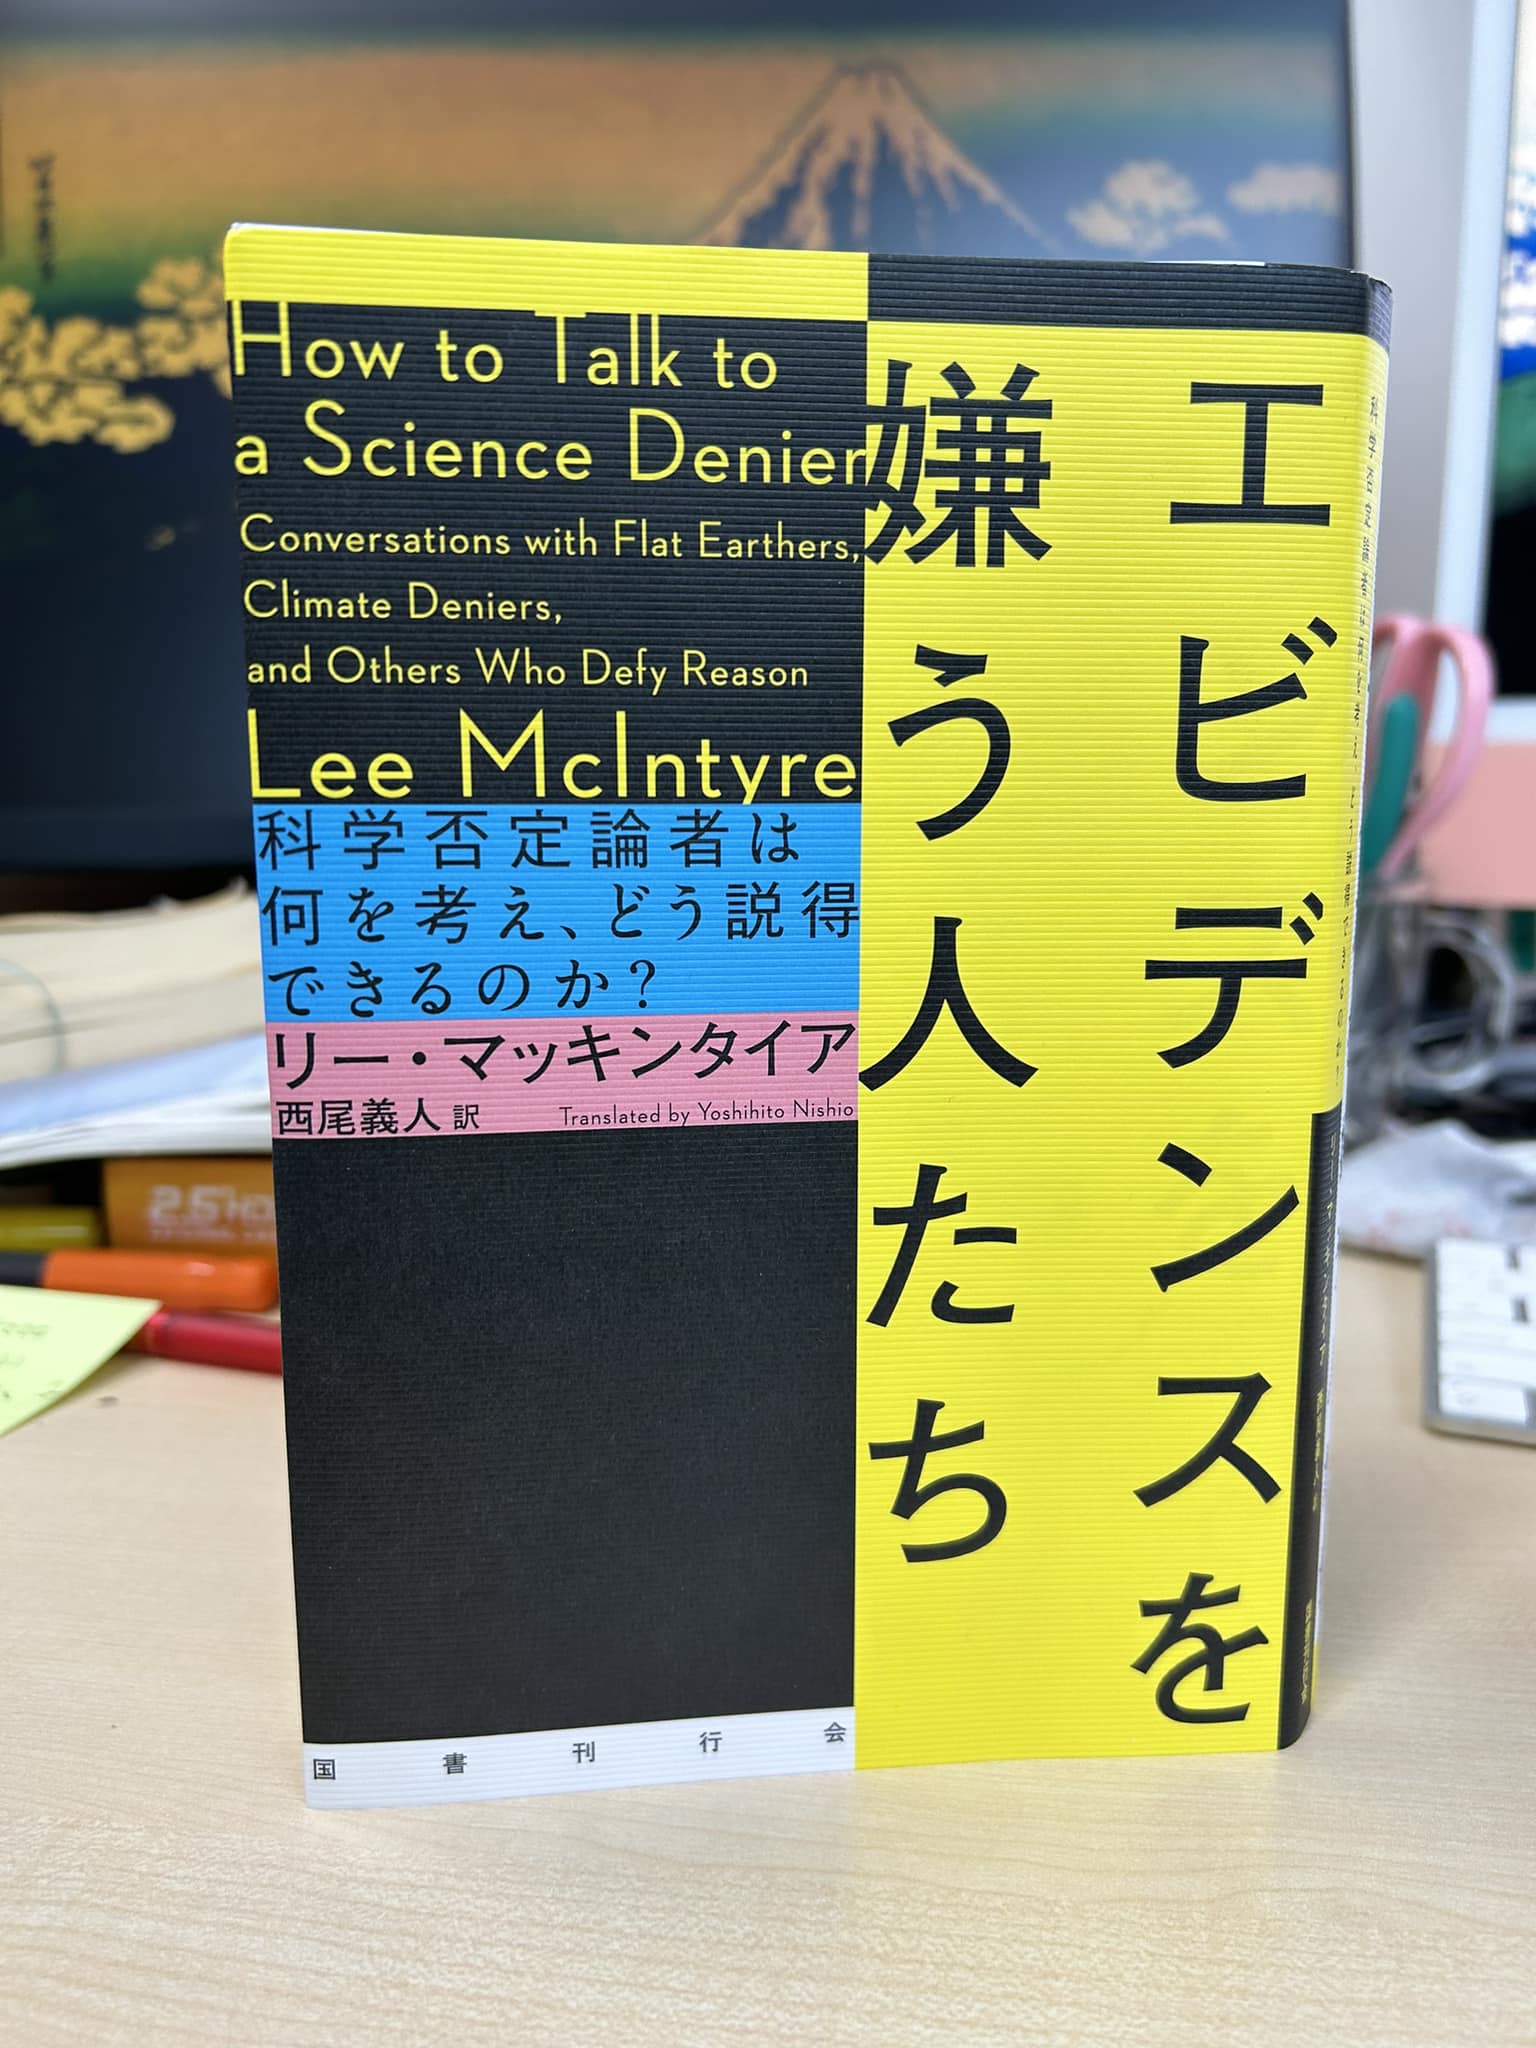 How to Talk to
a Science Denier
Conversations with Flat Earthers,
Climate Deniers,
and Others Who Defy Reason
Lee McIntyre
科学否定論者は
何を考え、どう説得
できるのか?
リー・マッキンタイア
西尾義人 訳
Translated by Yoshihito Nishio
エビデンスを
嫌う人たち
国書刊行会